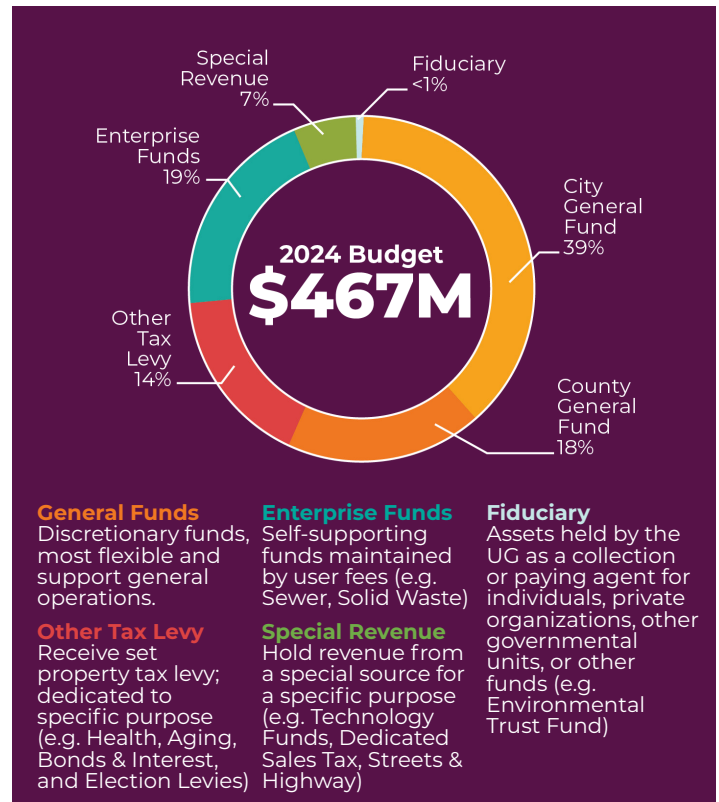 Special
Revenue
7%
Fiduciary
<1%
Enterprise
Funds
19%
City
General
Fund
39%
2024 Budget
$467M
Other
Tax
Levy
14%
County
General
Fund
18%
General Funds
Discretionary funds,
most flexible and
support general
operations.
Other Tax Levy
Receive set
property tax levy;
dedicated to
specific purpose
(e.g. Health, Aging,
Bonds & Interest,
and Election Levies)
Enterprise Funds
Self-supporting
funds maintained
by user fees (e.g.
Sewer, Solid Waste)
Special Revenue
Hold revenue from
a special source for
a specific purpose
(e.g. Technology
Funds, Dedicated
Sales Tax, Streets &
Highway)
Fiduciary
Assets held by the
UG as a collection
or paying agent for
individuals, private
organizations, other
governmental
units, or other
funds (e.g.
Environmental
Trust Fund)